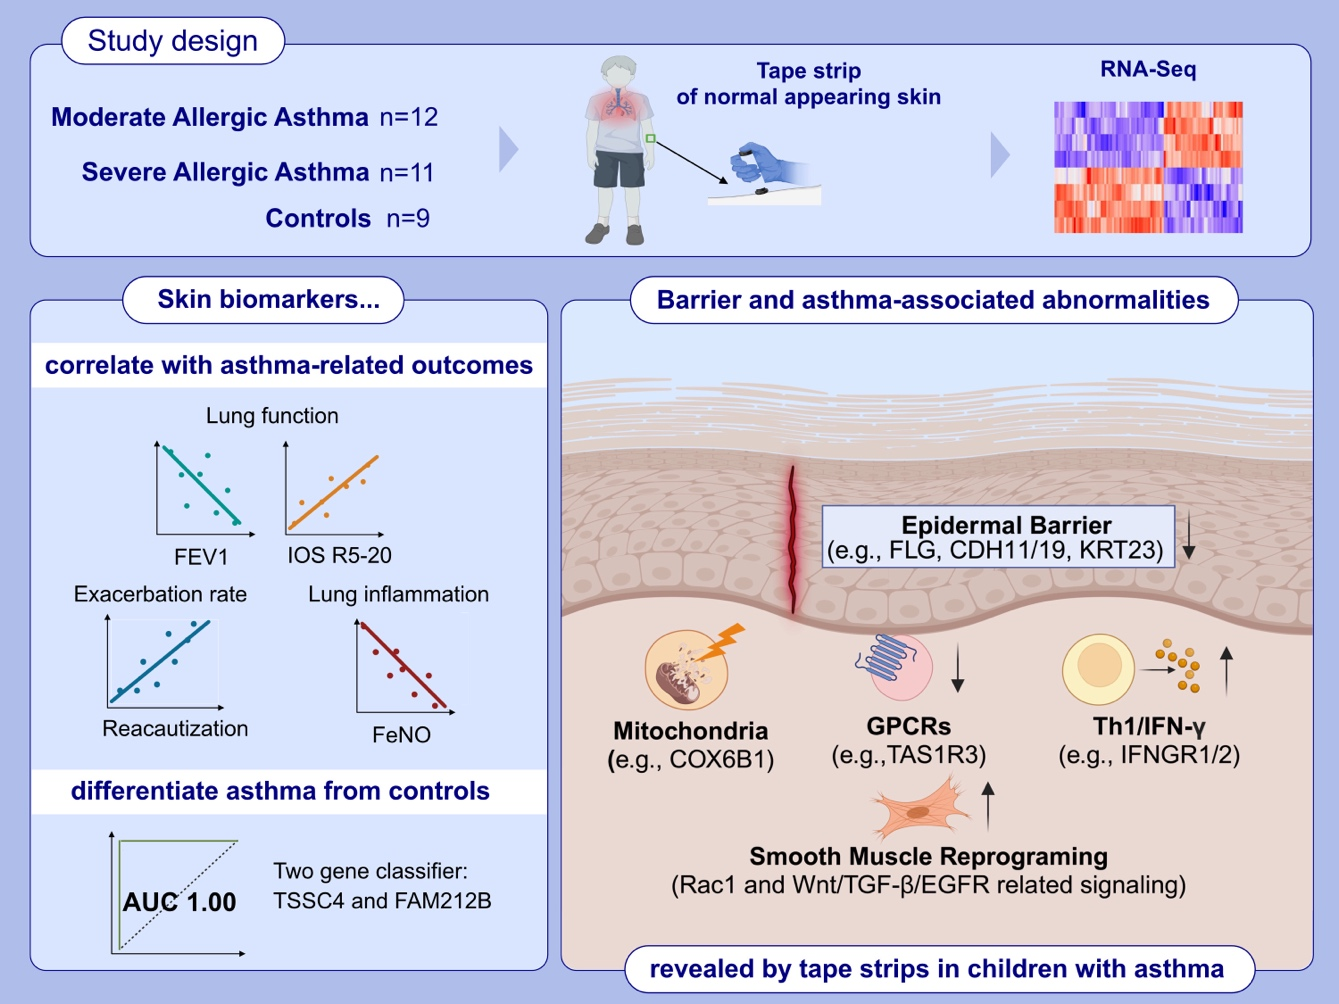 Study design
Moderate Allergic Asthma n=12
Severe Allergic Asthma n=11
Controls n=9
Tape strip
of normal appearing skin
RNA-Seq
Skin biomarkers...
correlate with asthma-related outcomes
Lung function
FEV1
IOS R5-20
Exacerbation rate
Lung inflammation
Reacautization
FeNO
differentiate asthma from controls
AUC 1.00
Two gene classifier:
TSSC4 and FAM212B
Barrier and asthma-associated abnormalities
Epidermal Barrier
(e.g., FLG, CDH11/19, KRT23)
Mitochondria
(e.g., COX6B1)
GPCRs
(e.g.,TAS1R3)
Th1/IFN-γ
(e.g., IFNGR1/2)
Smooth Muscle Reprograming
(Rac1 and Wnt/TGF-β/EGFR related signaling)
revealed by tape strips in children with asthma